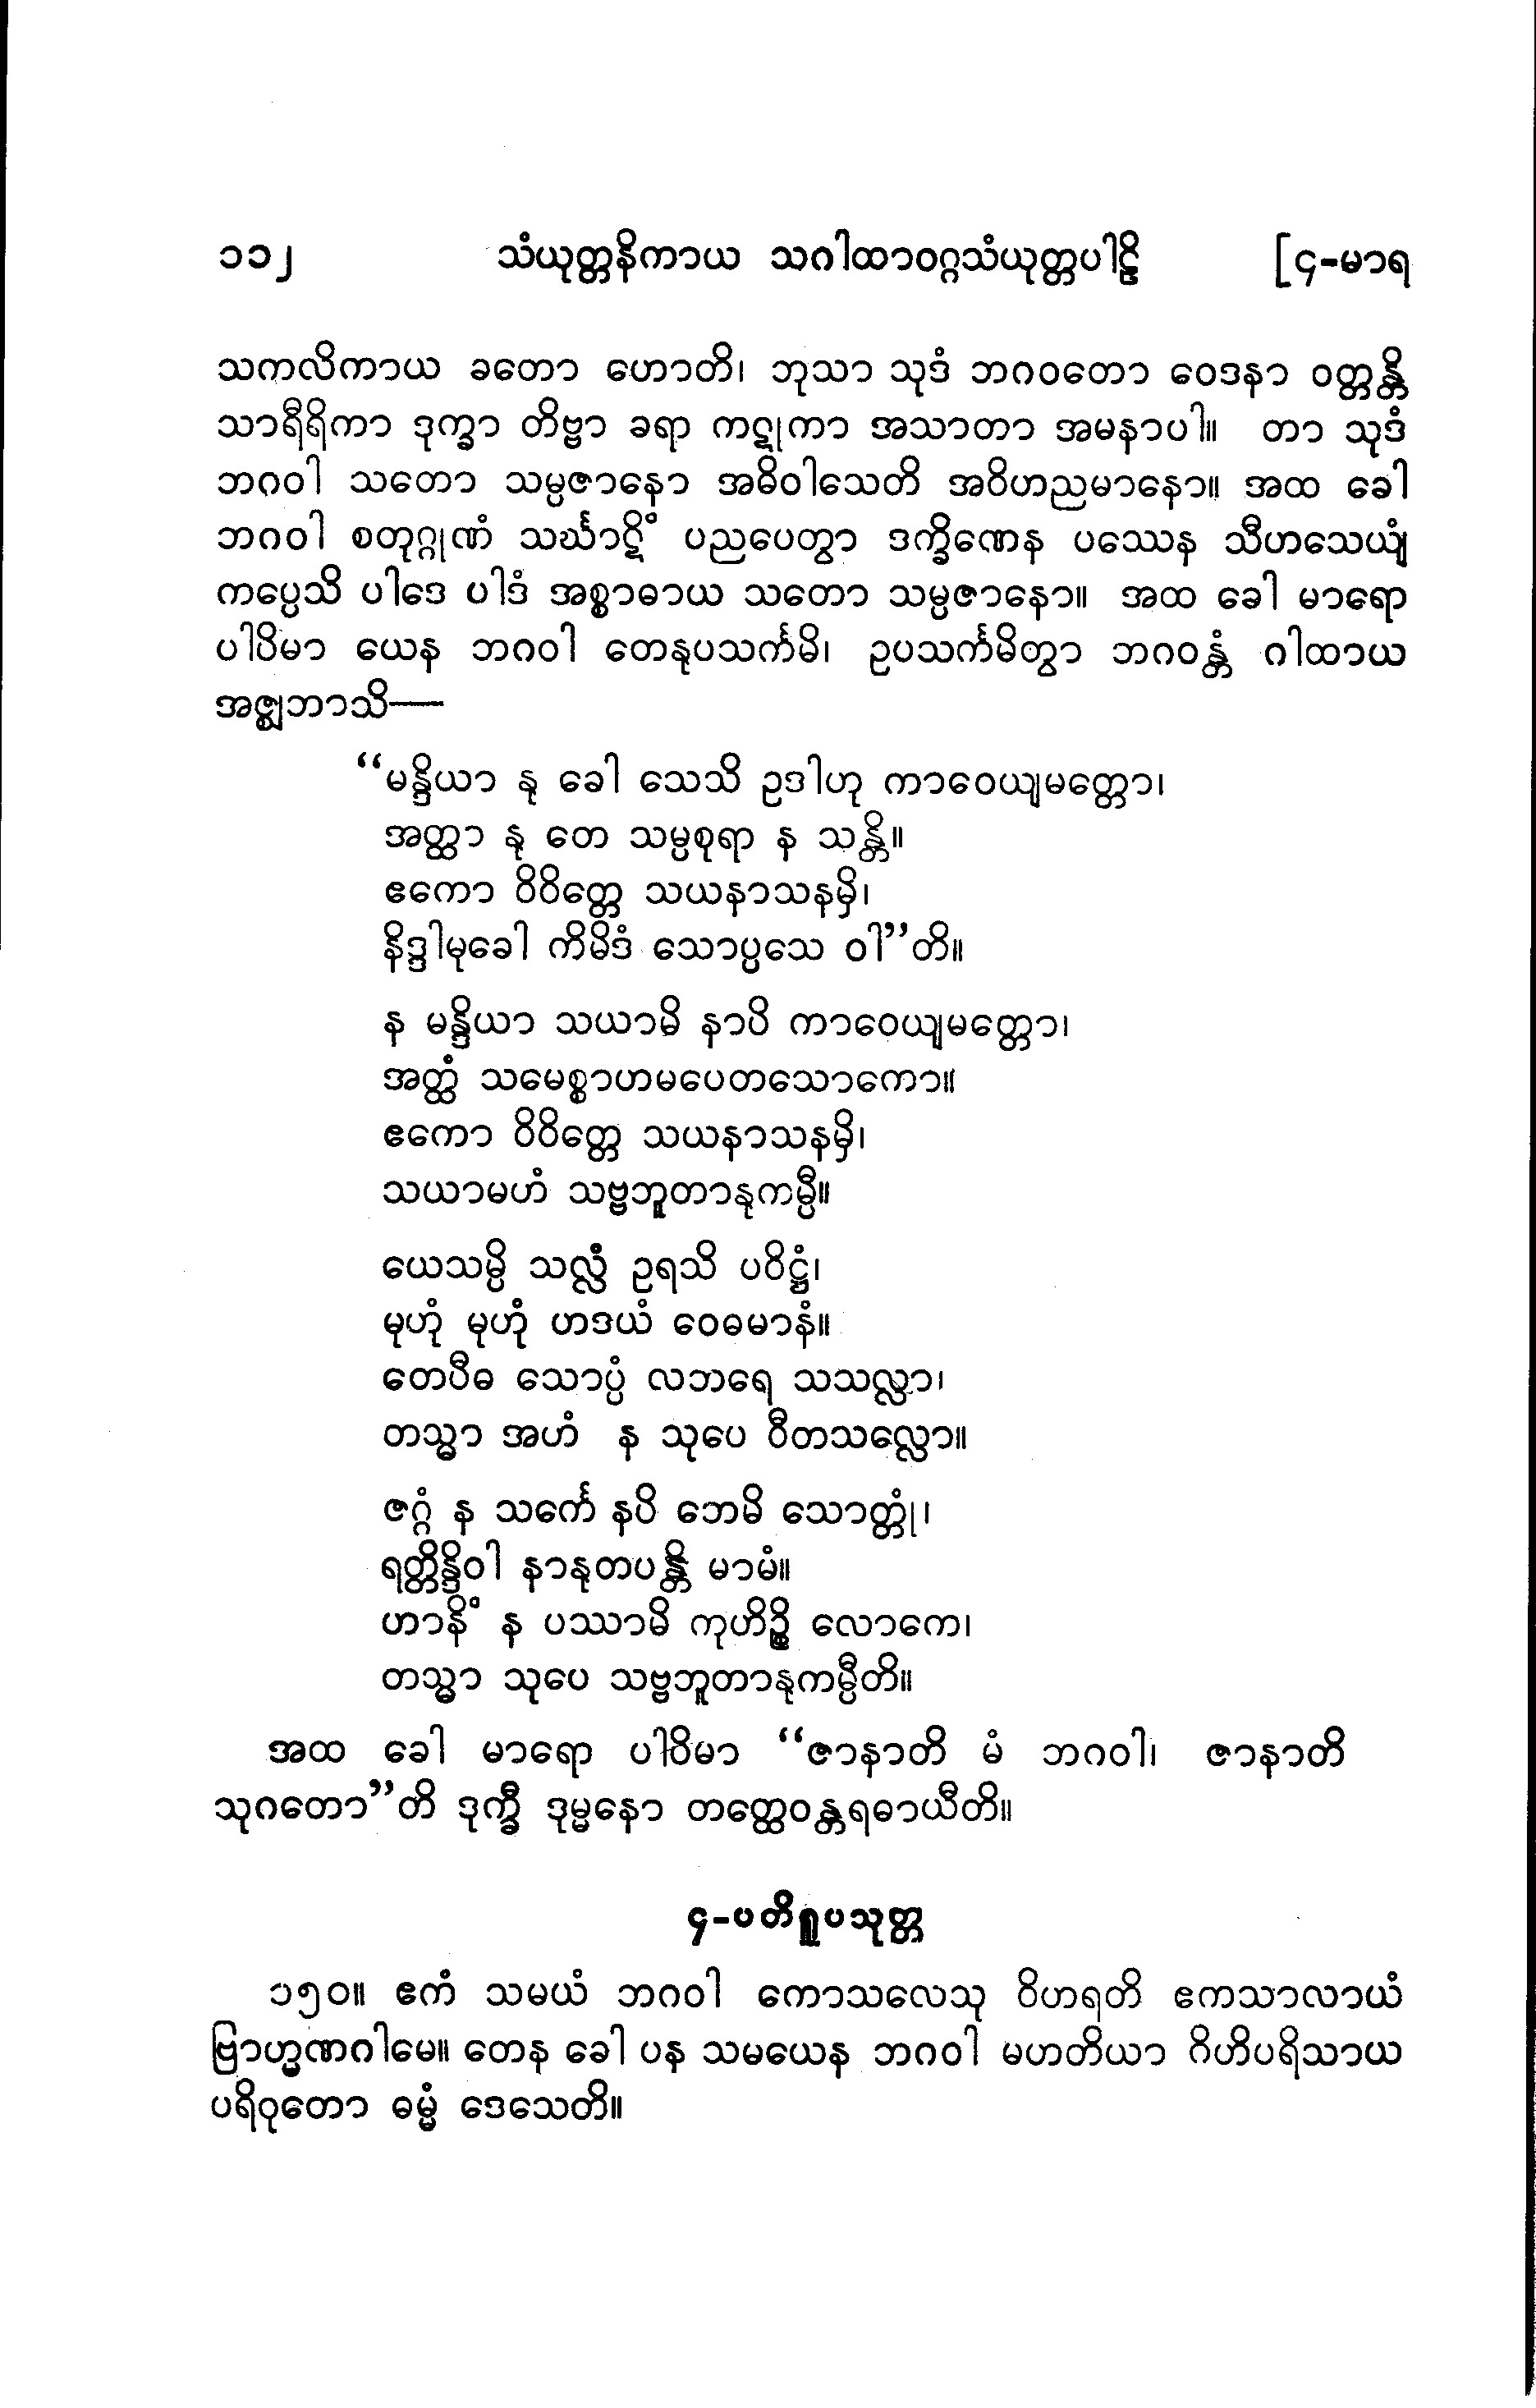 ၁၁၂ သံယုတ္တနိကာယ သဂါထာဝဂ္ဂသံယုတ္တပါဠိ [၄-မာရ
သကလိကာယ ခတော ဟောတိ၊ ဘုသာ သုဒံ ဘဂဝတော ဝေဒနာ ဝတ္တန္တိ
သာရီရိကာ ဒုက္ခာ တိဗ္ဗာ ခရာ ကဋုကာ အသာတာ အမနာပါ။ တာ သုဒံ
ဘဂဝါ သတော သမ္ပဇာနော အဓိဝါသေတိ အဝိဟညမာနော။ အထ ခေါ
ဘဂဝါ စတုဂ္ဂုဏံ သင်္ဃာဋိံ ပညပေတွာ ဒက္ခိဏေန ပဿေန သီဟသေယျံ
ကပ္ပေသိ ပါဒေ ပါဒံ အစ္စာဓာယ သတော သမ္ပဇာနော။ အထ ခေါ မာရော
ပါပိမာ ယေန ဘဂဝါ တေနုပသင်္ကမိ၊ ဥပသင်္ကမိတွာ ဘဂဝန္တံ ဂါထာယ
အဇ္ဈဘာသိ—
“မန္ဒိယာ နု ခေါ သေသိ ဥဒါဟု ကာဝေယျမတ္တော၊
အတ္ထာ နု တေ သမ္ပစုရာ န သန္တိ။
ဧကော ဝိဝိတ္တေ သယနာသနမှိ၊
နိဒ္ဒါမုခေါ ကိမိဒံ သောပ္ပသေ ဝါ”တိ။
န မန္ဒိယာ သယာမိ နာပိ ကာဝေယျမတ္တော၊
အတ္ထံ သမေစ္စာဟမပေတသောကော။
ဧကော ဝိဝိတ္တေ သယနာသနမှိ၊
သယာမဟံ သဗ္ဗဘူတာနုကမ္ပီ။
ယေသမ္ပိ သလ္လံ ဥရသိ ပဝိဋ္ဌံ၊
မုဟုံ မုဟုံ ဟဒယံ ဝေဓမာနံ။
တေပီဓ သောပ္ပံ လဘရေ သသလ္လာ၊
တသ္မာ အဟံ န သုပေ ဝီတသလ္လော။
ဇဂ္ဂံ န သင်္ကေ နပိ ဘေမိ သောတ္တုံ၊
ရတ္တိန္ဒိဝါ နာနုတပန္တိ မာမံ။
ဟာနိံ န ပဿာမိ ကုဟိဉ္စိ လောကေ၊
တသ္မာ သုပေ သဗ္ဗဘူတာနုကမ္ပီတိ။
အထ ခေါ မာရော ပါပိမာ “ဇာနာတိ မံ ဘဂဝါ၊ ဇာနာတိ
သုဂတော”တိ ဒုက္ခီ ဒုမ္မနော တတ္ထေဝန္တရဓာယီတိ။
၄-ပတိရူပသုတ္တ
၁၅၀။ ဧကံ သမယံ ဘဂဝါ ကောသလေသု ဝိဟရတိ ဧကသာလာယံ
ဗြာဟ္မဏဂါမေ။ တေန ခေါ ပန သမယေန ဘဂဝါ မဟတိယာ ဂိဟိပရိသာယ
ပရိဝုတော ဓမ္မံ ဒေသေတိ။